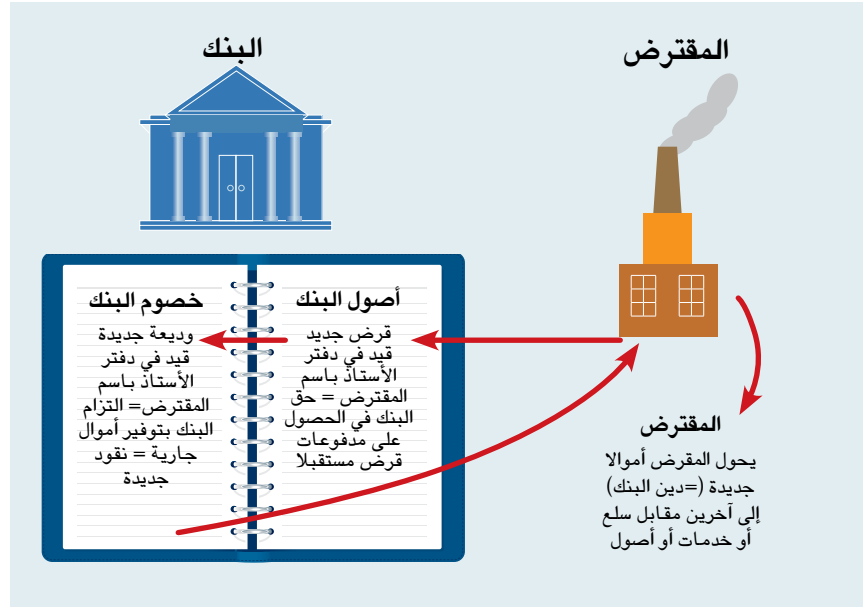 المقترض
البنك
أصول البنك
قرض جديد
قيد في دفتر
الأستاذ باسم
المقترض = حق
البنك في الحصول
على مدفوعات
قرض مستقبلا
خصوم البنك
وديعة جديدة
قيد في دفتر
الأستاذ باسم
المقترض= التزام
البنك بتوفير أموال
جارية = نقود
جديدة
المقترض
يحول المقرض أموالا
جديدة (=دين البنك)
إلى آخرين مقابل سلع
أو خدمات أو أصول